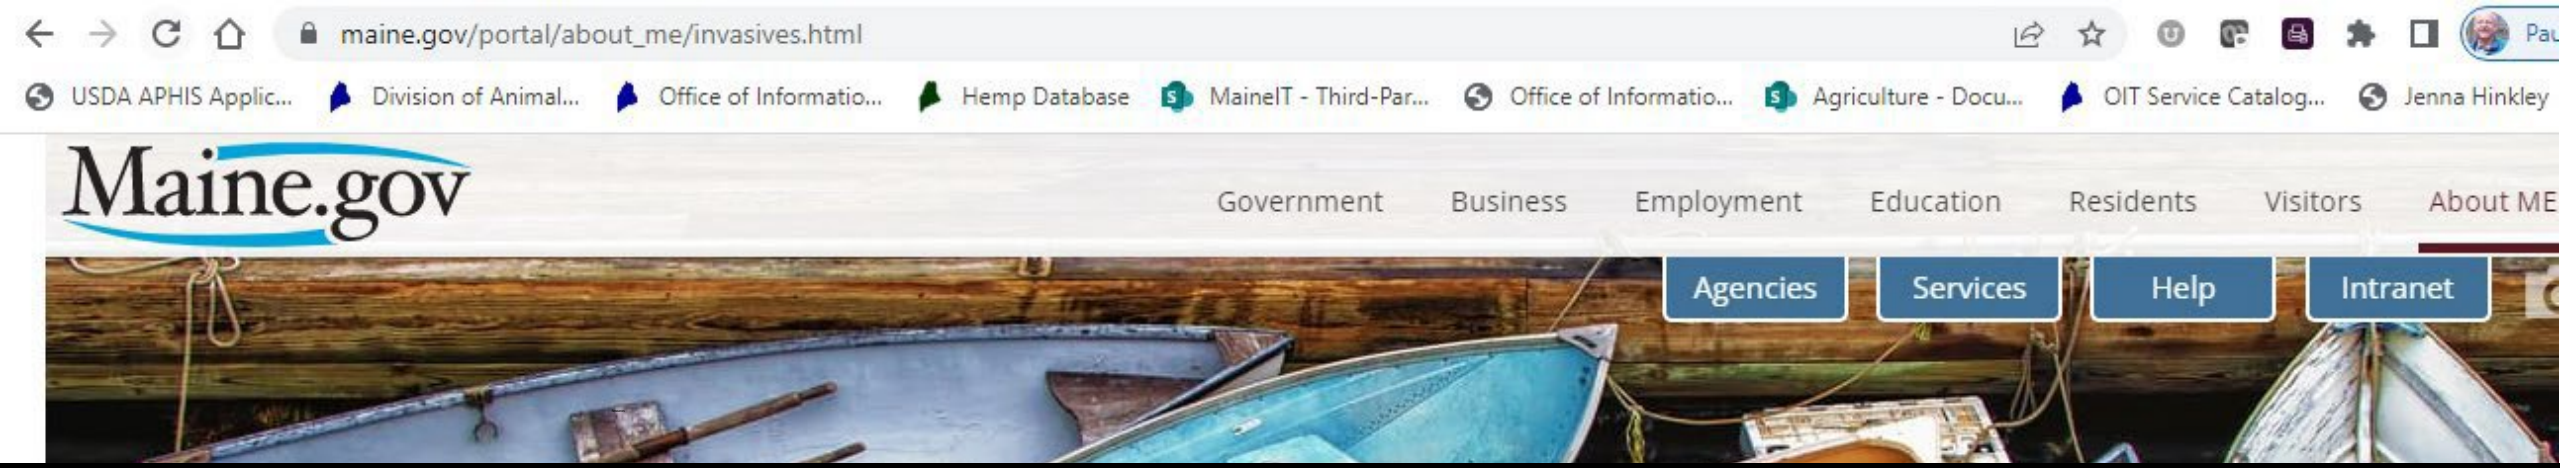 maine.gov/portal/about_me/invasives.html Pau
USDA APHIS Applic... Division of Animal... Office of Informatio... Hemp Database MaineIT - Third-Par... Office of Informatio... Agriculture - Docu... OIT Service Catalog... Jenna Hinkley
Maine.gov
Government Business Employment Education Residents Visitors About ME
Agencies Services Help Intranet